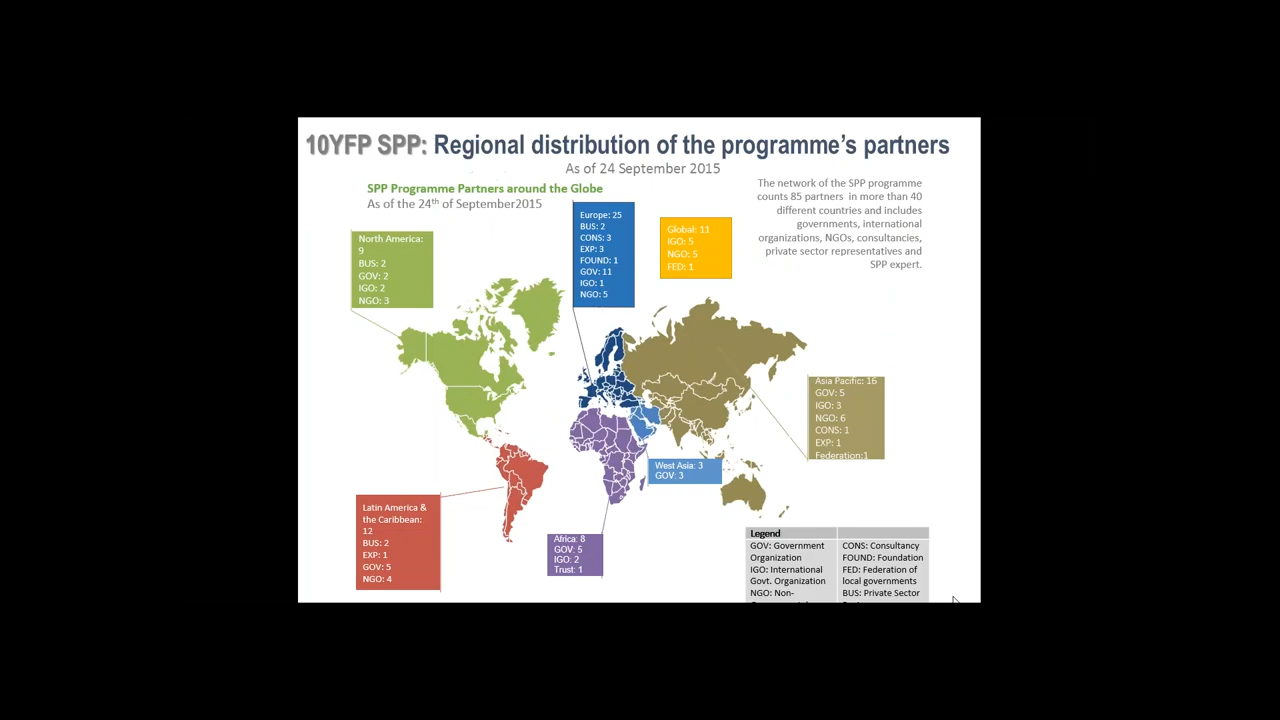 10YFP SPP: Regional distribution of the programme's partners
As of 24 September 2015
SPP Programme Partners around the Globe
As of the 24th of September2015
The network of the SPP programme
counts 85 partners in more than 40
different countries and includes
governments, international
organizations, NGOs, consultancies,
private sector representatives and
SPP expert.
North America:
9
BUS: 2
GOV: 2
IGO: 2
NGO: 3
Europe: 25
BUS: 2
CONS: 3
EXP: 3
FOUND: 1
GOV: 11
IGO: 1
NGO: 5
Global: 11
IGO: 5
NGO; 5
FED: 1
Asia Pacific: 16
GOV: 5
IGO: 3
NGO: 6
CONS: 1
EXP: 1
Federation:1
West Asia: 3
GOV: 3
Latin America &
the Caribbean:
12
BUS: 2
EXP: 1
GOV: 5
NGO: 4
Africa: 8
GOV: 5
IGO: 2
Trust: 1
Legend
GOV: Government
Organization
IGO: International
Govt. Organization
NGO: Non-
CONS: Consultancy
FOUND: Foundation
FED: Federation of
local governments
BUS: Private Sector